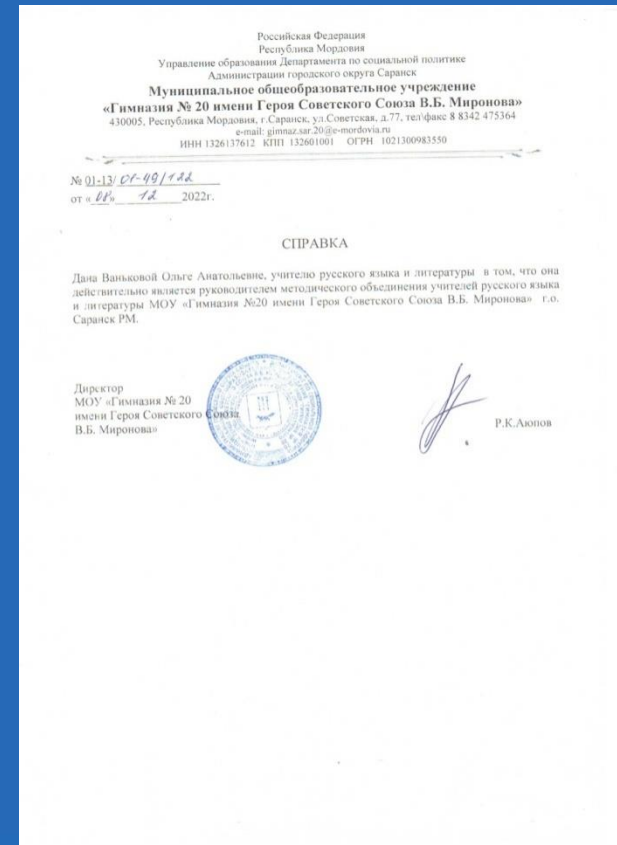 Российская Федерация
Республика Мордовия
Управление образования Департамента по социальной политике
Администрации городского округа Саранск
Муниципальное общеобразовательное учреждение
«Гимназия № 20 имени Героя Советского Союза В.Б. Миронова»
430005, Республика Мордовия, г.Саранск, ул.Советская, д.77, тел\факс 8 8342 475364
e-mail: gimnaz.sar.20@e-mordovia.ru
ИНН 1326137612 КПП 132601001 ОГРН 1021300983550
№ 01-13/ 01-49/122
от « 08» 12 2022г.
СПРАВКА
Дана Ваньковой Ольге Анатольевне, учителю русского языка и литературы в том, что она
действительно является руководителем методического объединения учителей русского языка
и литературы МОУ «Гимназия №20 имени Героя Советского Союза В.Б. Миронова» г.о.
Саранск РМ.
Директор
МОУ «Гимназия № 20
имени Героя Советского Союза
В.Б. Миронова»
Р.К.Аюпов